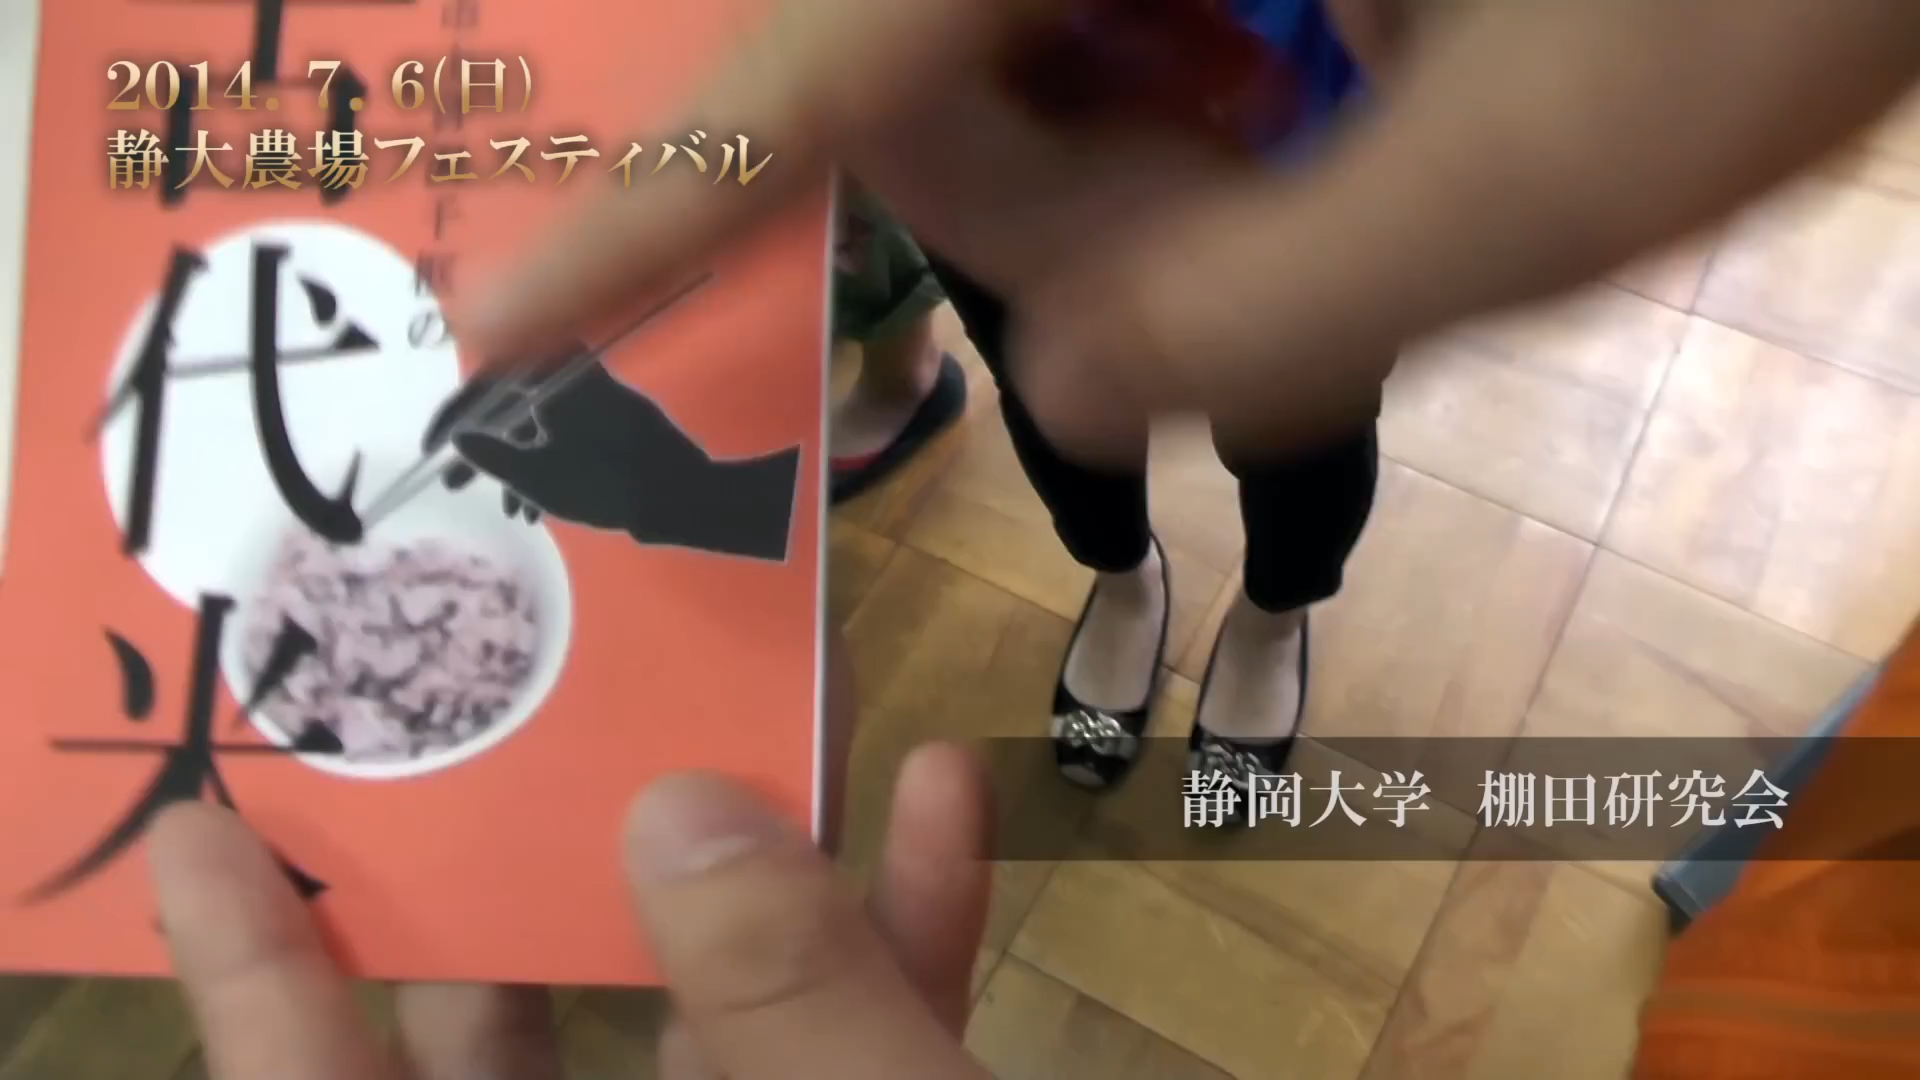 2014. 7. 6(日)
静大農場フェスティバル
古代米
の
静岡大学 棚田研究会